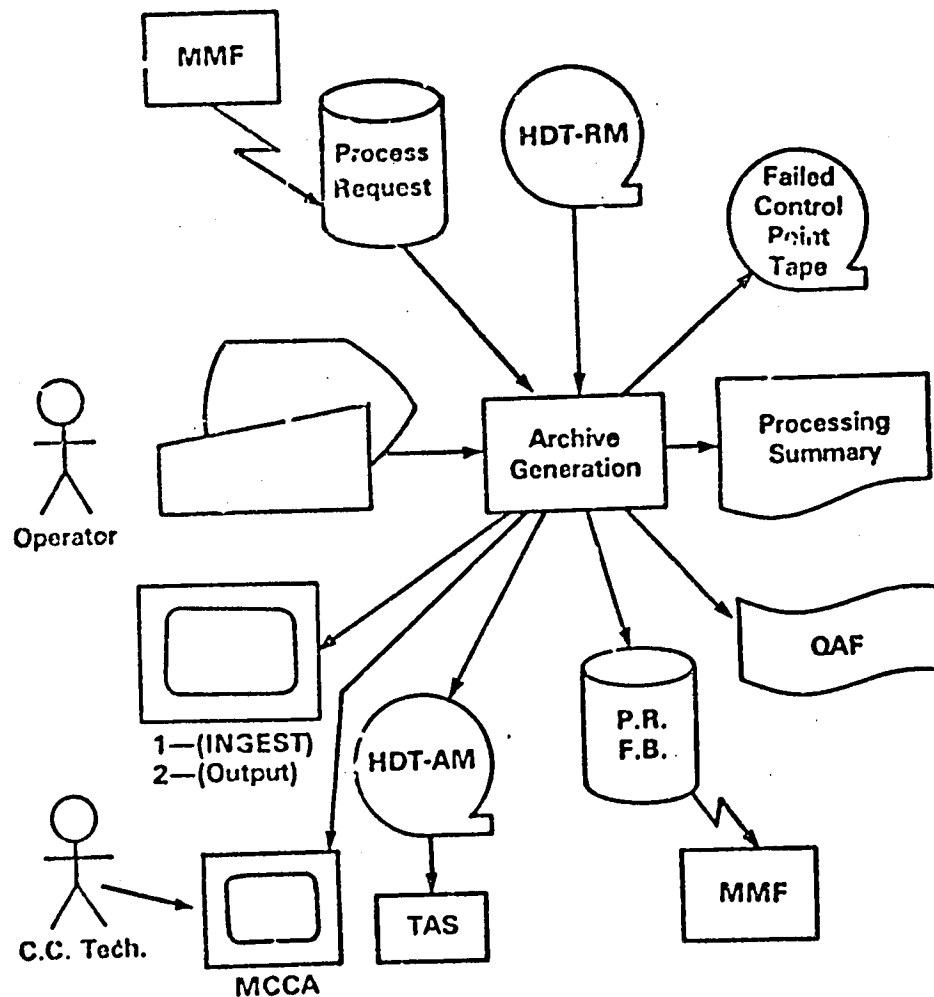 MMF
Process
Request
HDT-RM
Failed
Control
Point
Tape
Operator
Archive
Generation
Processing
Summary
1—(INGEST)
2—(Output)
HDT-AM
P.R.
F.B.
QAF
C.C. Tech.
MCCA
TAS
MMF